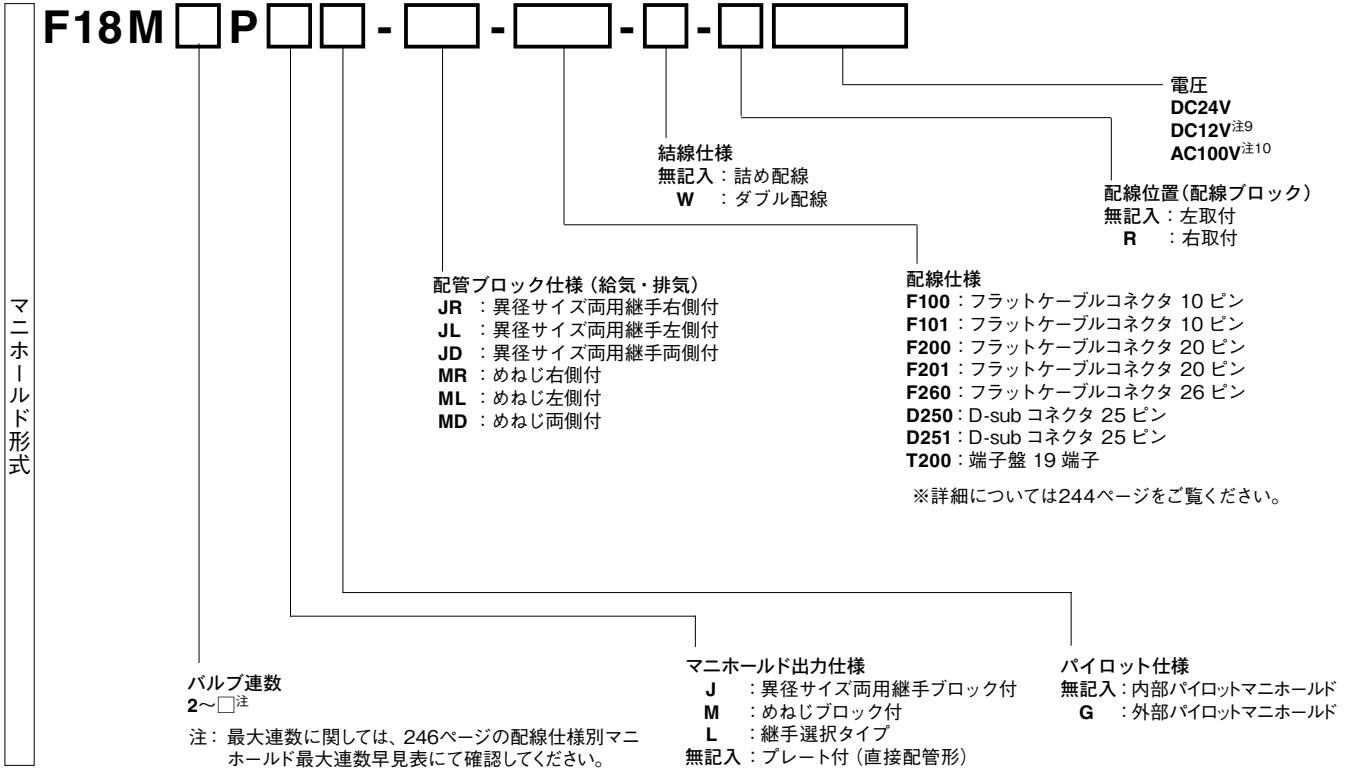 F18M□P□□-□-□-□-□□
電圧
DC24V
DC12V注9
AC100V注10
結線仕様
無記入：詰め配線
W ：ダブル配線
配線位置(配線ブロック)
無記入：左取付
R ：右取付
配管ブロック仕様（給気・排気）
JR ：異径サイズ両用継手右側付
JL ：異径サイズ両用継手左側付
JD ：異径サイズ両用継手両側付
MR ：めねじ右側付
ML ：めねじ左側付
MD ：めねじ両側付
配線仕様
F100：フラットケーブルコネクタ 10 ピン
F101：フラットケーブルコネクタ 10 ピン
F200：フラットケーブルコネクタ 20 ピン
F201：フラットケーブルコネクタ 20 ピン
F260：フラットケーブルコネクタ 26 ピン
D250：D-sub コネクタ 25 ピン
D251：D-sub コネクタ 25 ピン
T200：端子盤 19 端子
※詳細については244ページをご覧ください。
マニホールド形式
バルブ連数
2～□注
注：最大連数に関しては、246ページの配線仕様別マニ
ホールド最大連数早見表にて確認してください。
マニホールド出力仕様
J ：異径サイズ両用継手ブロック付
M ：めねじブロック付
L ：継手選択タイプ
無記入：プレート付（直接配管形）
パイロット仕様
無記入：内部パイロットマニホールド
G ：外部パイロットマニホールド